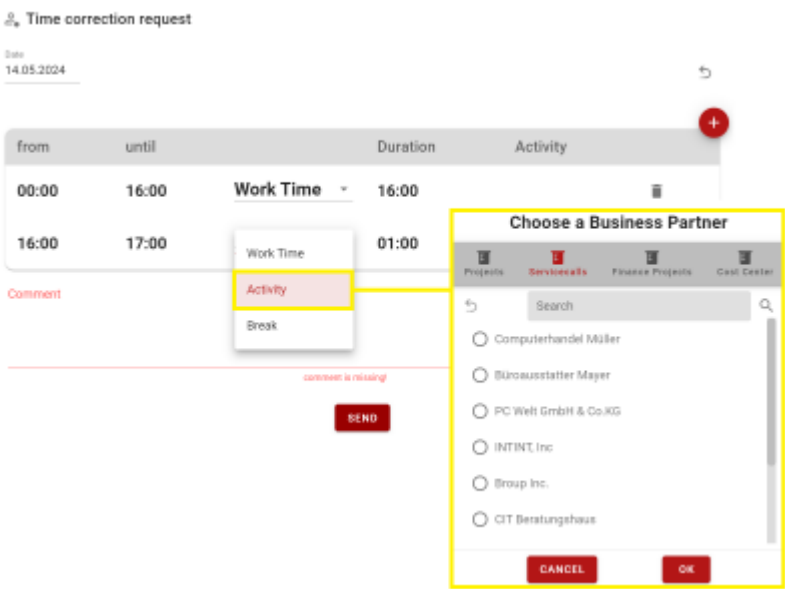 Time correction request
Date
14.05.2024
+
from until Duration Activity
00:00 16:00 Work Time 16:00
16:00 17:00 01:00
Work Time
Activity
Break
Comment
comment is missing!
SEND
Choose a Business Partner
Projects Servicecalls Finance Projects Cost Center
Search
Computerhandel Müller
Büroausstatter Mayer
PC Welt GmbH & Co.KG
INTINT, Inc
Broup Inc.
CIT Beratungshaus
CANCEL OK